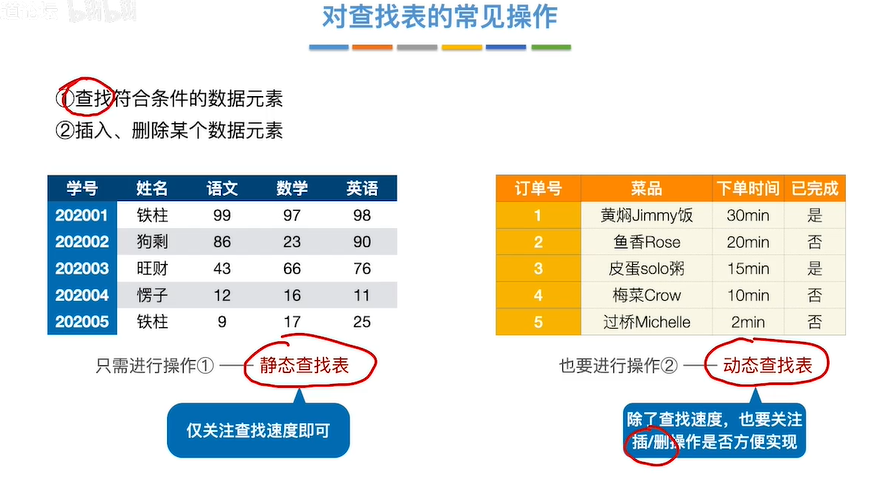 对查找表的常见操作
①查找符合条件的数据元素
②插入、删除某个数据元素
学号 姓名 语文 数学 英语
202001 铁柱 99 97 98
202002 狗剩 86 23 90
202003 旺财 43 66 76
202004 愣子 12 16 11
202005 铁柱 9 17 25
只需进行操作① 静态查找表
仅关注查找速度即可
订单号 菜品 下单时间 已完成
1 黄焖Jimmy饭 30min 是
2 鱼香Rose 20min 否
3 皮蛋solo粥 15min 是
4 梅菜Crow 10min 否
5 过桥Michelle 2min 否
也要进行操作② 动态查找表
除了查找速度，也要关注
插/删操作是否方便实现